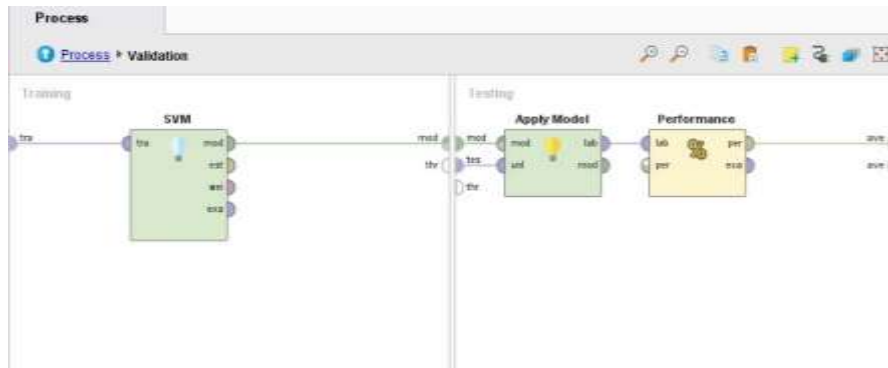 Process
Process ▸ Validation
Training
Testing
SVM
Apply Model
Performance
tra
tra
mod
est
wei
exa
mod
thr
mod
tes
thr
mod
unl
lab
mod
lab
per
per
exa
ave
ave